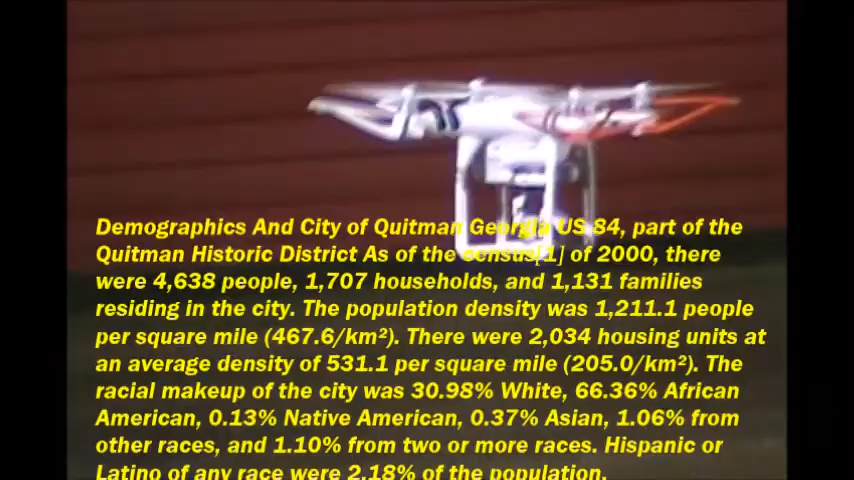 Demographics And City of Quitman Georgia US 84, part of the
Quitman Historic District As of the census[1] of 2000, there
were 4,638 people, 1,707 households, and 1,131 families
residing in the city. The population density was 1,211.1 people
per square mile (467.6/km²). There were 2,034 housing units at
an average density of 531.1 per square mile (205.0/km²). The
racial makeup of the city was 30.98% White, 66.36% African
American, 0.13% Native American, 0.37% Asian, 1.06% from
other races, and 1.10% from two or more races. Hispanic or
Latino of any race were 2.18% of the population.